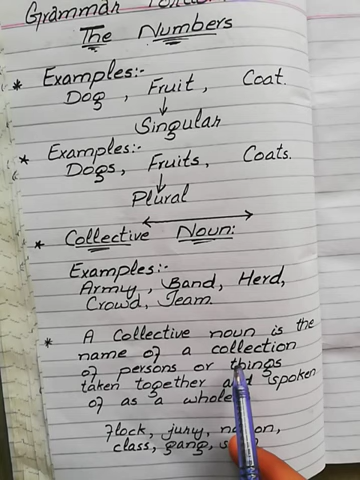 Grammar
The Numbers
* Examples:-
Dog, Fruit, Coat.
Singular
* Examples:-
Dogs, Fruits, Coats.
Plural
* Collective Noun:
Examples:-
Army, Band, Herd,
Crowd, Team
* A Collective noun is the
name of a collection
of persons or things
taken together and spoken
of as a whole
Flock, jury, nation,
class, gang,